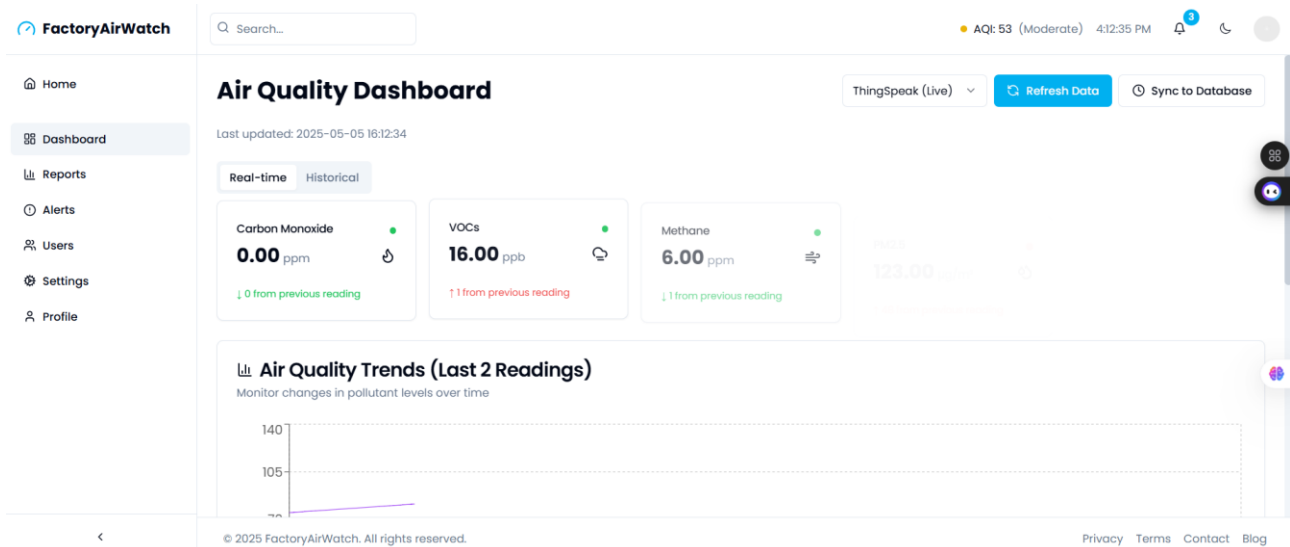 FactoryAirWatch
Search...
AQI: 53 (Moderate) 4:12:35 PM 3
Home
Dashboard
Reports
Alerts
Users
Settings
Profile
Air Quality Dashboard
ThingSpeak (Live) Refresh Data Sync to Database
Last updated: 2025-05-05 16:12:34
Real-time Historical
Carbon Monoxide
0.00 ppm
↓ 0 from previous reading
VOCs
16.00 ppb
↑ 1 from previous reading
Methane
6.00 ppm
↓ 1 from previous reading
123.00
Air Quality Trends (Last 2 Readings)
Monitor changes in pollutant levels over time
140
105
© 2025 FactoryAirWatch. All rights reserved.
Privacy Terms Contact Blog